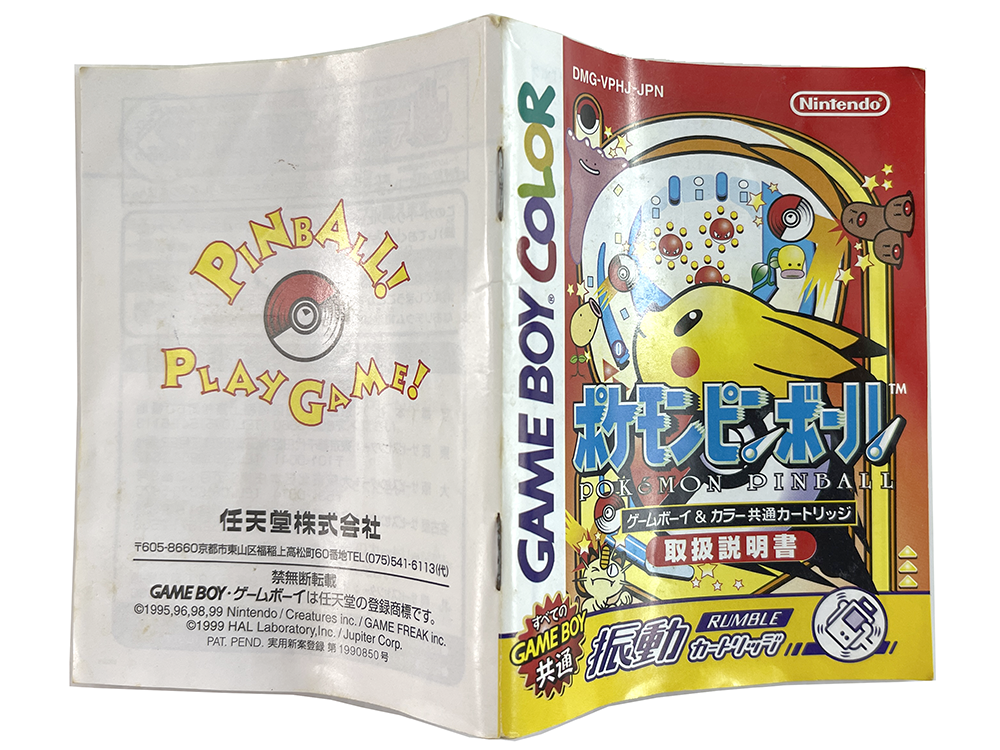 PINBALL!
PLAY GAME!
任天堂株式会社
〒605-8660京都市東山区福稲上高松町60番地TEL(075)541-6113(代)
禁無断転載
GAME BOY・ゲームボーイは任天堂の登録商標です。
©1995,96,98,99 Nintendo / Creatures inc. / GAME FREAK inc.
©1999 HAL Laboratory,Inc. / Jupiter Corp.
PAT. PEND. 実用新案登録 第1990850号
GAME BOY COLOR
DMG-VPHJ-JPN
Nintendo®
ポケモンピンボール™
POKéMON PINBALL
ゲームボーイ&カラー共通カートリッジ
取扱説明書
すべての
GAME BOY
共通
振動
RUMBLE
カートリッジ